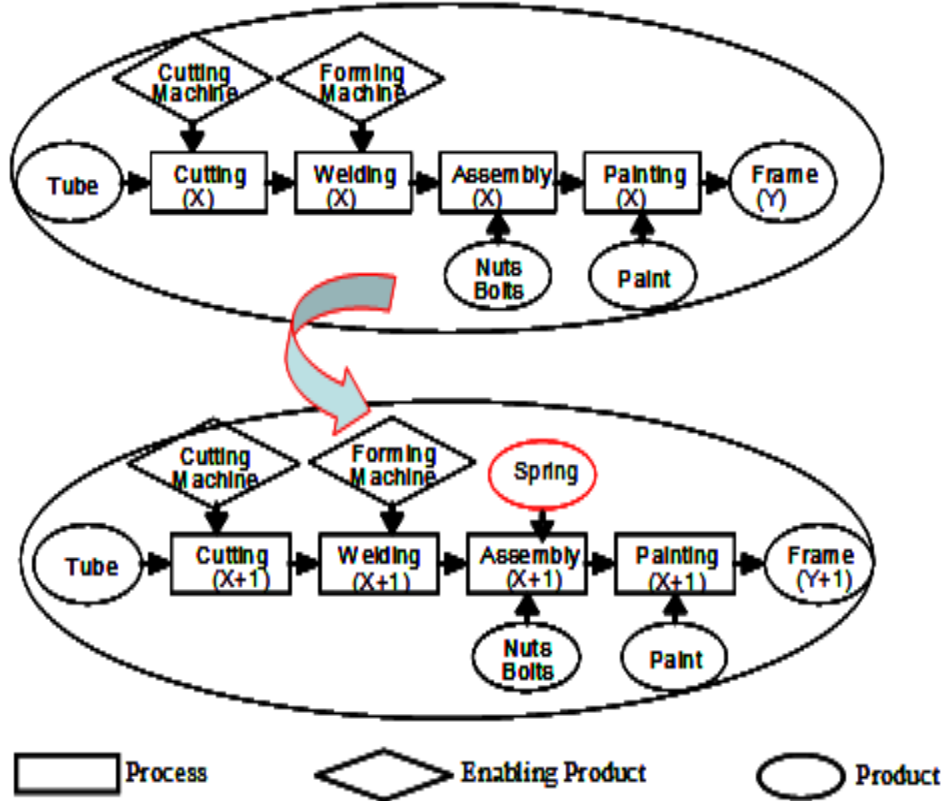 Cutting
Machine
Forming
Machine
Tube
Cutting
(X)
Welding
(X)
Assembly
(X)
Painting
(X)
Frame
(Y)
Nuts
Bolts
Paint
Cutting
Machine
Forming
Machine
Spring
Tube
Cutting
(X+1)
Welding
(X+1)
Assembly
(X+1)
Painting
(X+1)
Frame
(Y+1)
Nuts
Bolts
Paint
Process
Enabling Product
Product